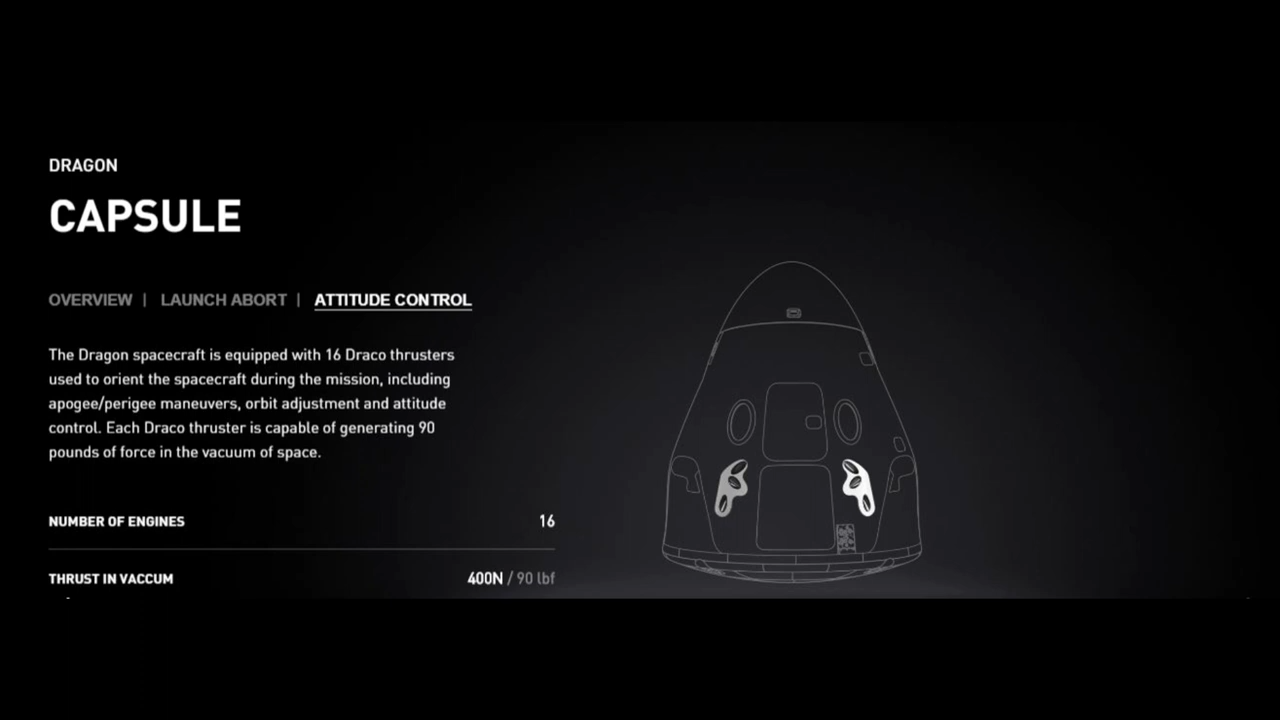 DRAGON
CAPSULE
OVERVIEW | LAUNCH ABORT | ATTITUDE CONTROL
The Dragon spacecraft is equipped with 16 Draco thrusters
used to orient the spacecraft during the mission, including
apogee/perigee maneuvers, orbit adjustment and attitude
control. Each Draco thruster is capable of generating 90
pounds of force in the vacuum of space.
NUMBER OF ENGINES 16
THRUST IN VACCUM 400N / 90 lbf